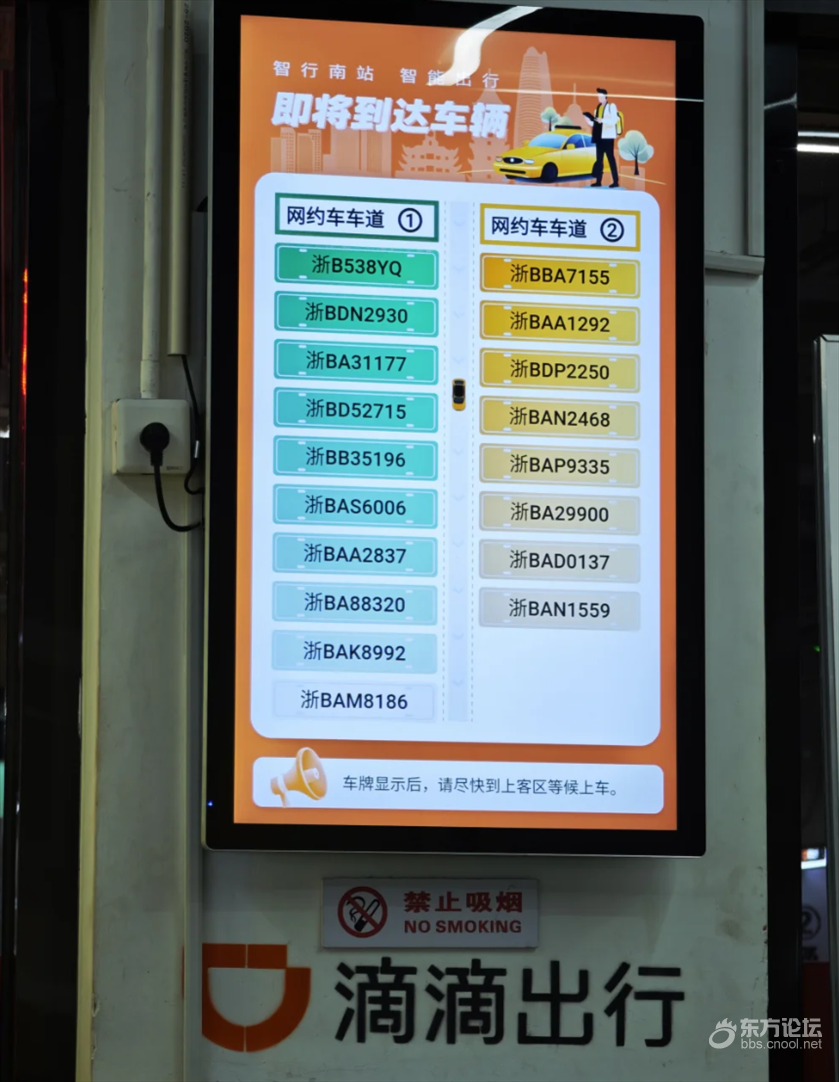 智行南站 智能出行
即将到达车辆
网约车车道 ①
浙B538YQ
浙BDN2930
浙BA31177
浙BD52715
浙BB35196
浙BAS6006
浙BAA2837
浙BA88320
浙BAK8992
浙BAM8186
网约车车道 ②
浙BBA7155
浙BAA1292
浙BDP2250
浙BAN2468
浙BAP9335
浙BA29900
浙BAD0137
浙BAN1559
车牌显示后，请尽快到上客区等候上车。
禁止吸烟
NO SMOKING
滴滴出行
②
东方论坛
bbs.cnool.net